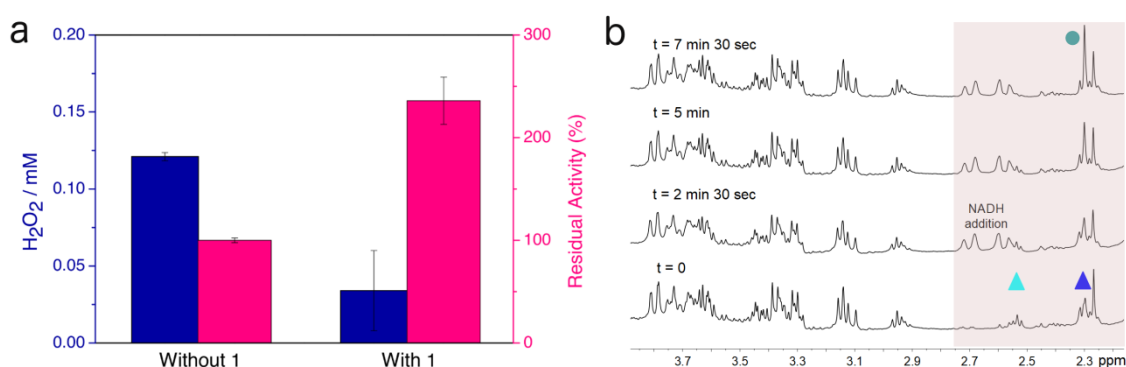 a
H₂O₂ / mM
0.20
0.15
0.10
0.05
0.00
Residual Activity (%)
300
200
100
0
Without 1
With 1
b
t = 7 min 30 sec
t = 5 min
t = 2 min 30 sec
NADH
addition
t = 0
3.7 3.5 3.3 3.1 2.9 2.7 2.5 2.3 ppm